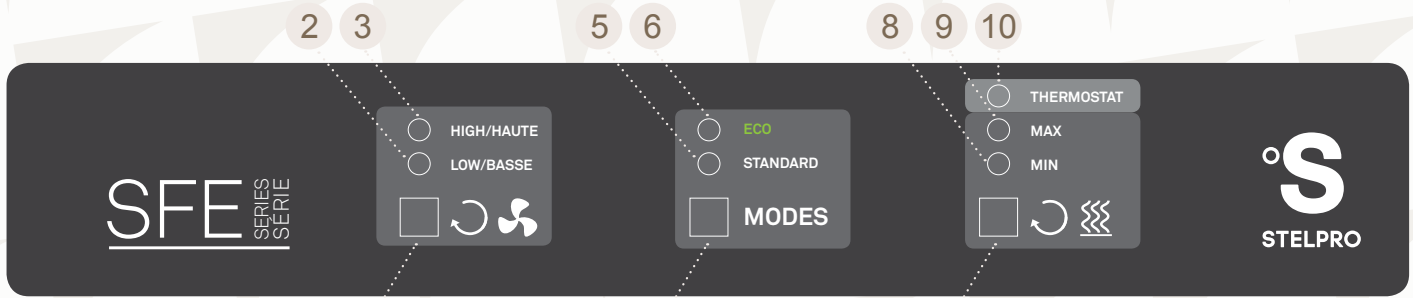 2 3 5 6 8 9 10
THERMOSTAT
HIGH/HAUTE ECO MAX
LOW/BASSE STANDARD MIN
SFE SERIES SÉRIE MODES S
STELPRO